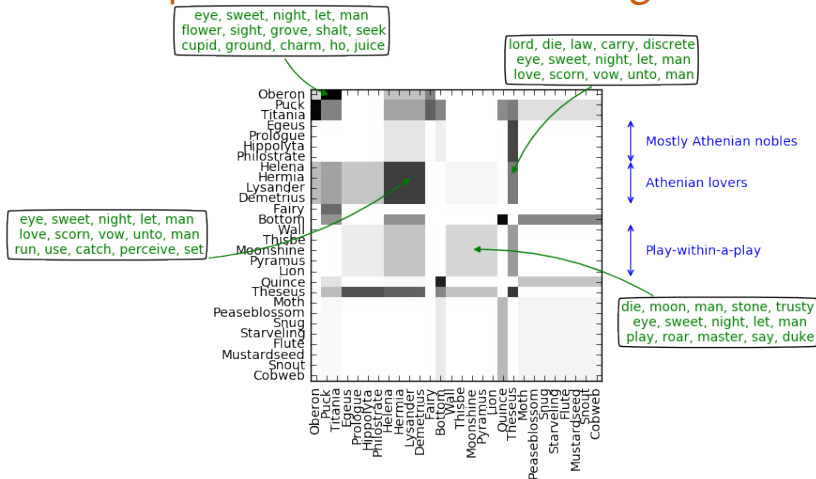 eye, sweet, night, let, man
flower, sight, grove, shalt, seek
cupid, ground, charm, ho, juice
lord, die, law, carry, discrete
eye, sweet, night, let, man
love, scorn, vow, unto, man
Oberon
Puck
Titania
Egeus
Prologue
Hippolyta
Philostrate
Helena
Hermia
Lysander
Demetrius
Fairy
Bottom
Wall
Thisbe
Moonshine
Pyramus
Lion
Quince
Theseus
Moth
Peaseblossom
Snug
Starveling
Flute
Mustardseed
Snout
Cobweb
Mostly Athenian nobles
Athenian lovers
Play-within-a-play
eye, sweet, night, let, man
love, scorn, vow, unto, man
run, use, catch, perceive, set
die, moon, man, stone, trusty
eye, sweet, night, let, man
play, roar, master, say, duke
Oberon
Puck
Titania
Egeus
Prologue
Hippolyta
Philostrate
Helena
Hermia
Lysander
Demetrius
Fairy
Bottom
Wall
Thisbe
Moonshine
Pyramus
Lion
Quince
Theseus
Moth
Peaseblossom
Snug
Starveling
Flute
Mustardseed
Snout
Cobweb